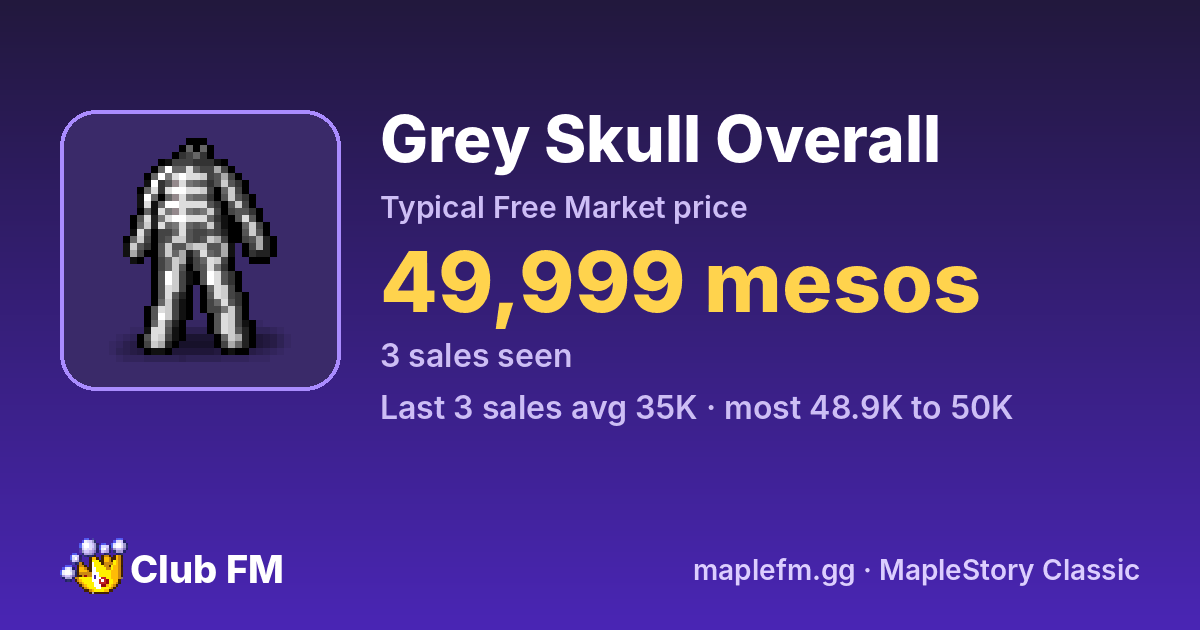 Grey Skull Overall
Typical Free Market price
49,999 mesos
3 sales seen
Last 3 sales avg 35K · most 48.9K to 50K
Club FM
maplefm.gg · MapleStory Classic